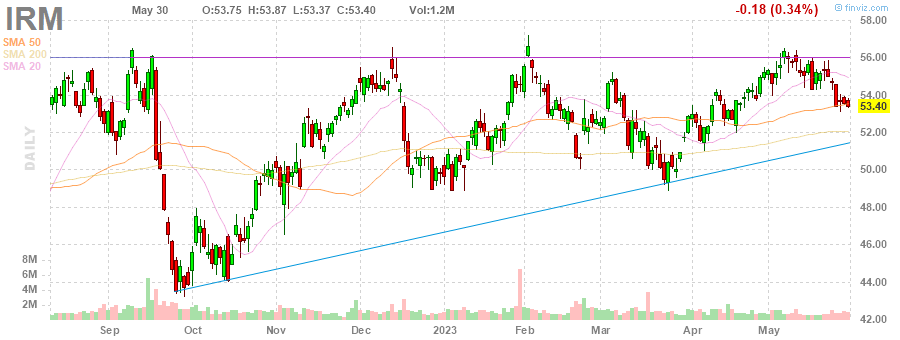 IRM
May 30 O:53.75 H:53.87 L:53.37 C:53.40 Vol:1.2M -0.18 (0.34%) © finviz.com
SMA 50
SMA 200
SMA 20
DAILY
58.00
56.00
54.00
53.40
52.00
50.00
48.00
46.00
44.00
42.00
8M
6M
4M
2M
Sep Oct Nov Dec 2023 Feb Mar Apr May